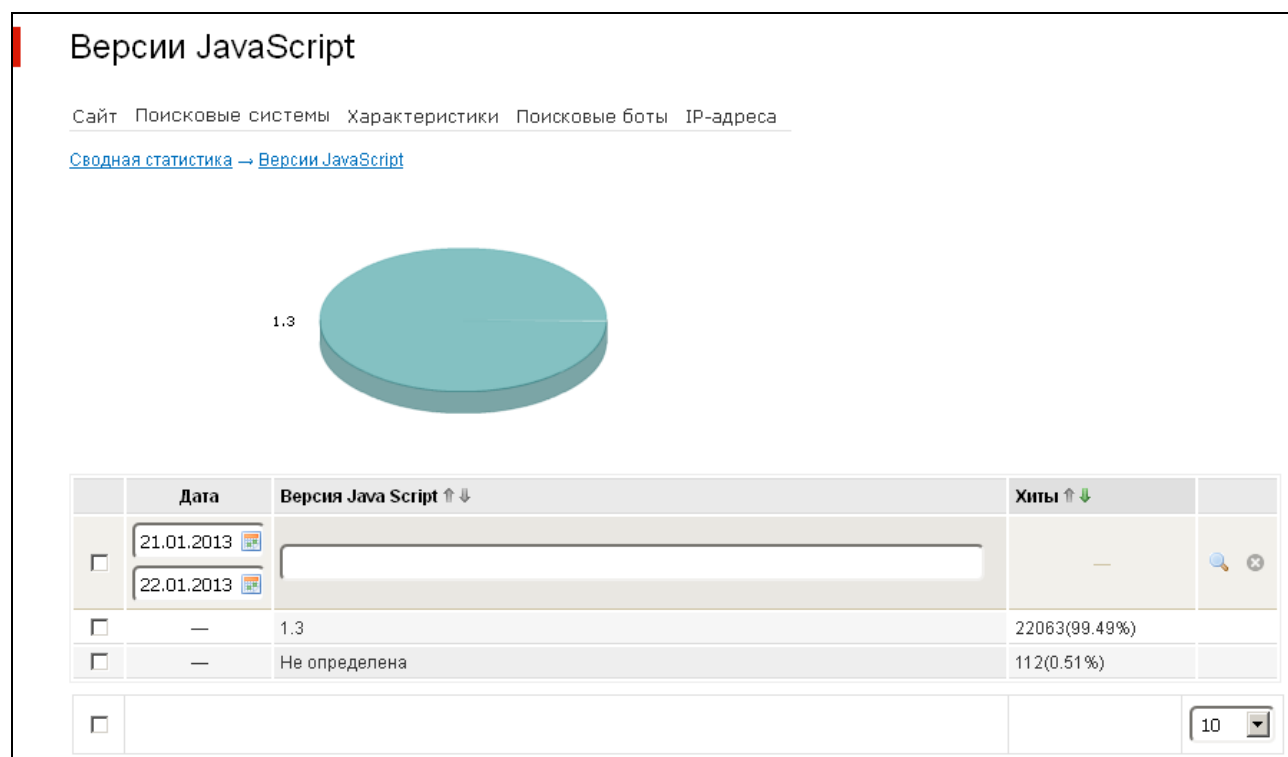 Версии JavaScript
Сайт Поисковые системы Характеристики Поисковые боты IP-адреса
Сводная статистика → Версии JavaScript
1.3
Дата Версия Java Script ⇑ ⇓ Хиты ⇑ ⇓
21.01.2013
—
22.01.2013
— 1.3 22063(99.49%)
— Не определена 112(0.51%)
10